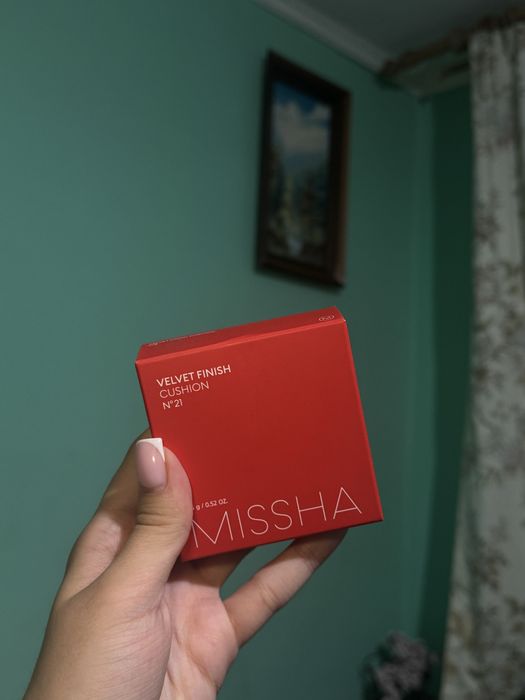 VELVET FINISH
CUSHION
N°21
g / 0.52 OZ.
MISSHA